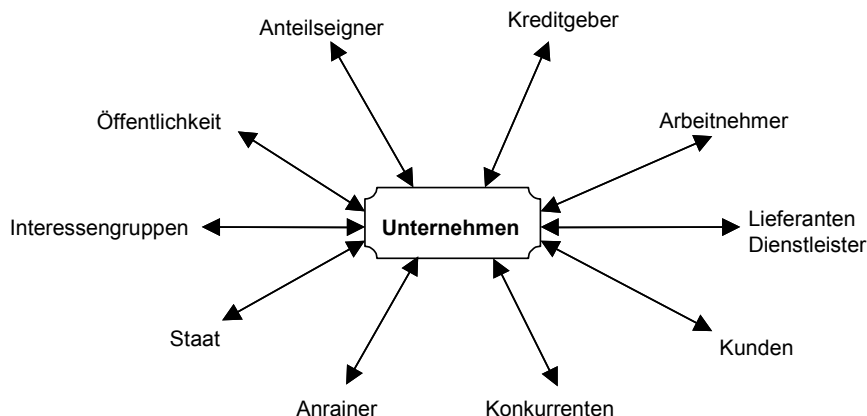 Kreditgeber
Anteilseigner
Öffentlichkeit
Arbeitnehmer
Interessengruppen
Unternehmen
Lieferanten
Dienstleister
Staat
Kunden
Anrainer
Konkurrenten